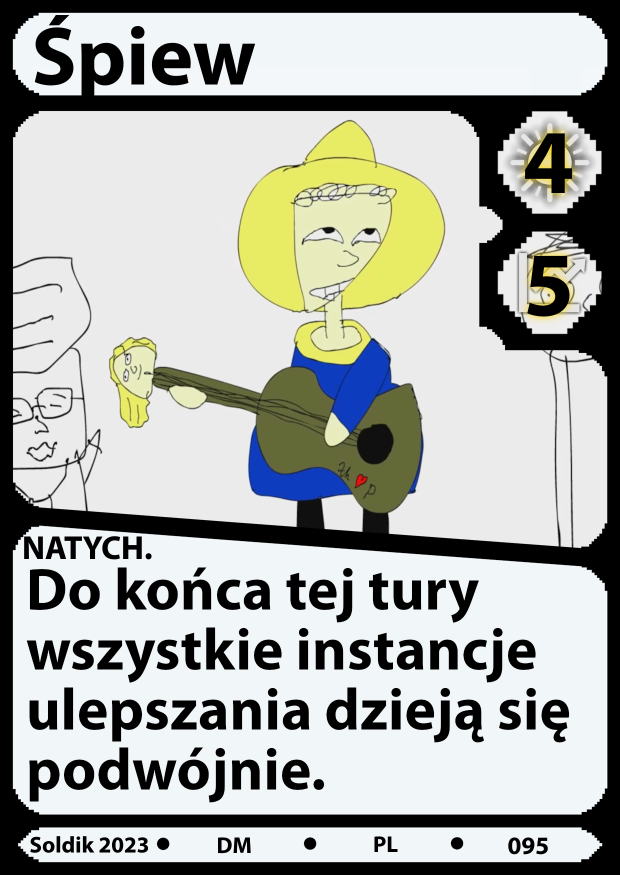 Śpiew
4
5
NATYCH.
Do końca tej tury
wszystkie instancje
ulepszania dzieją się
podwójnie.
Soldik 2023 • DM • PL • 095